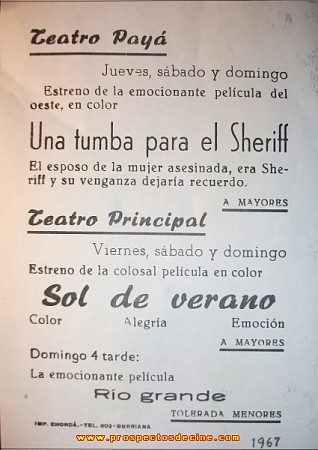 Teatro Payá
Jueves, sábado y domingo
Estreno de la emocionante película del
oeste, en color
Una tumba para el Sheriff
El esposo de la mujer asesinada, era She-
riff y su venganza dejaría recuerdo.
A MAYORES
Teatro Principal
Viernes, sábado y domingo
Estreno de la colosal película en color
Sol de verano
Color Alegría Emoción
A MAYORES
Domingo 4 tarde:
La emocionante película
Río grande
TOLERADA MENORES
IMP. CHORDÁ.-TEL. 603-BURRIANA
www.prospectosdecine.com
1967